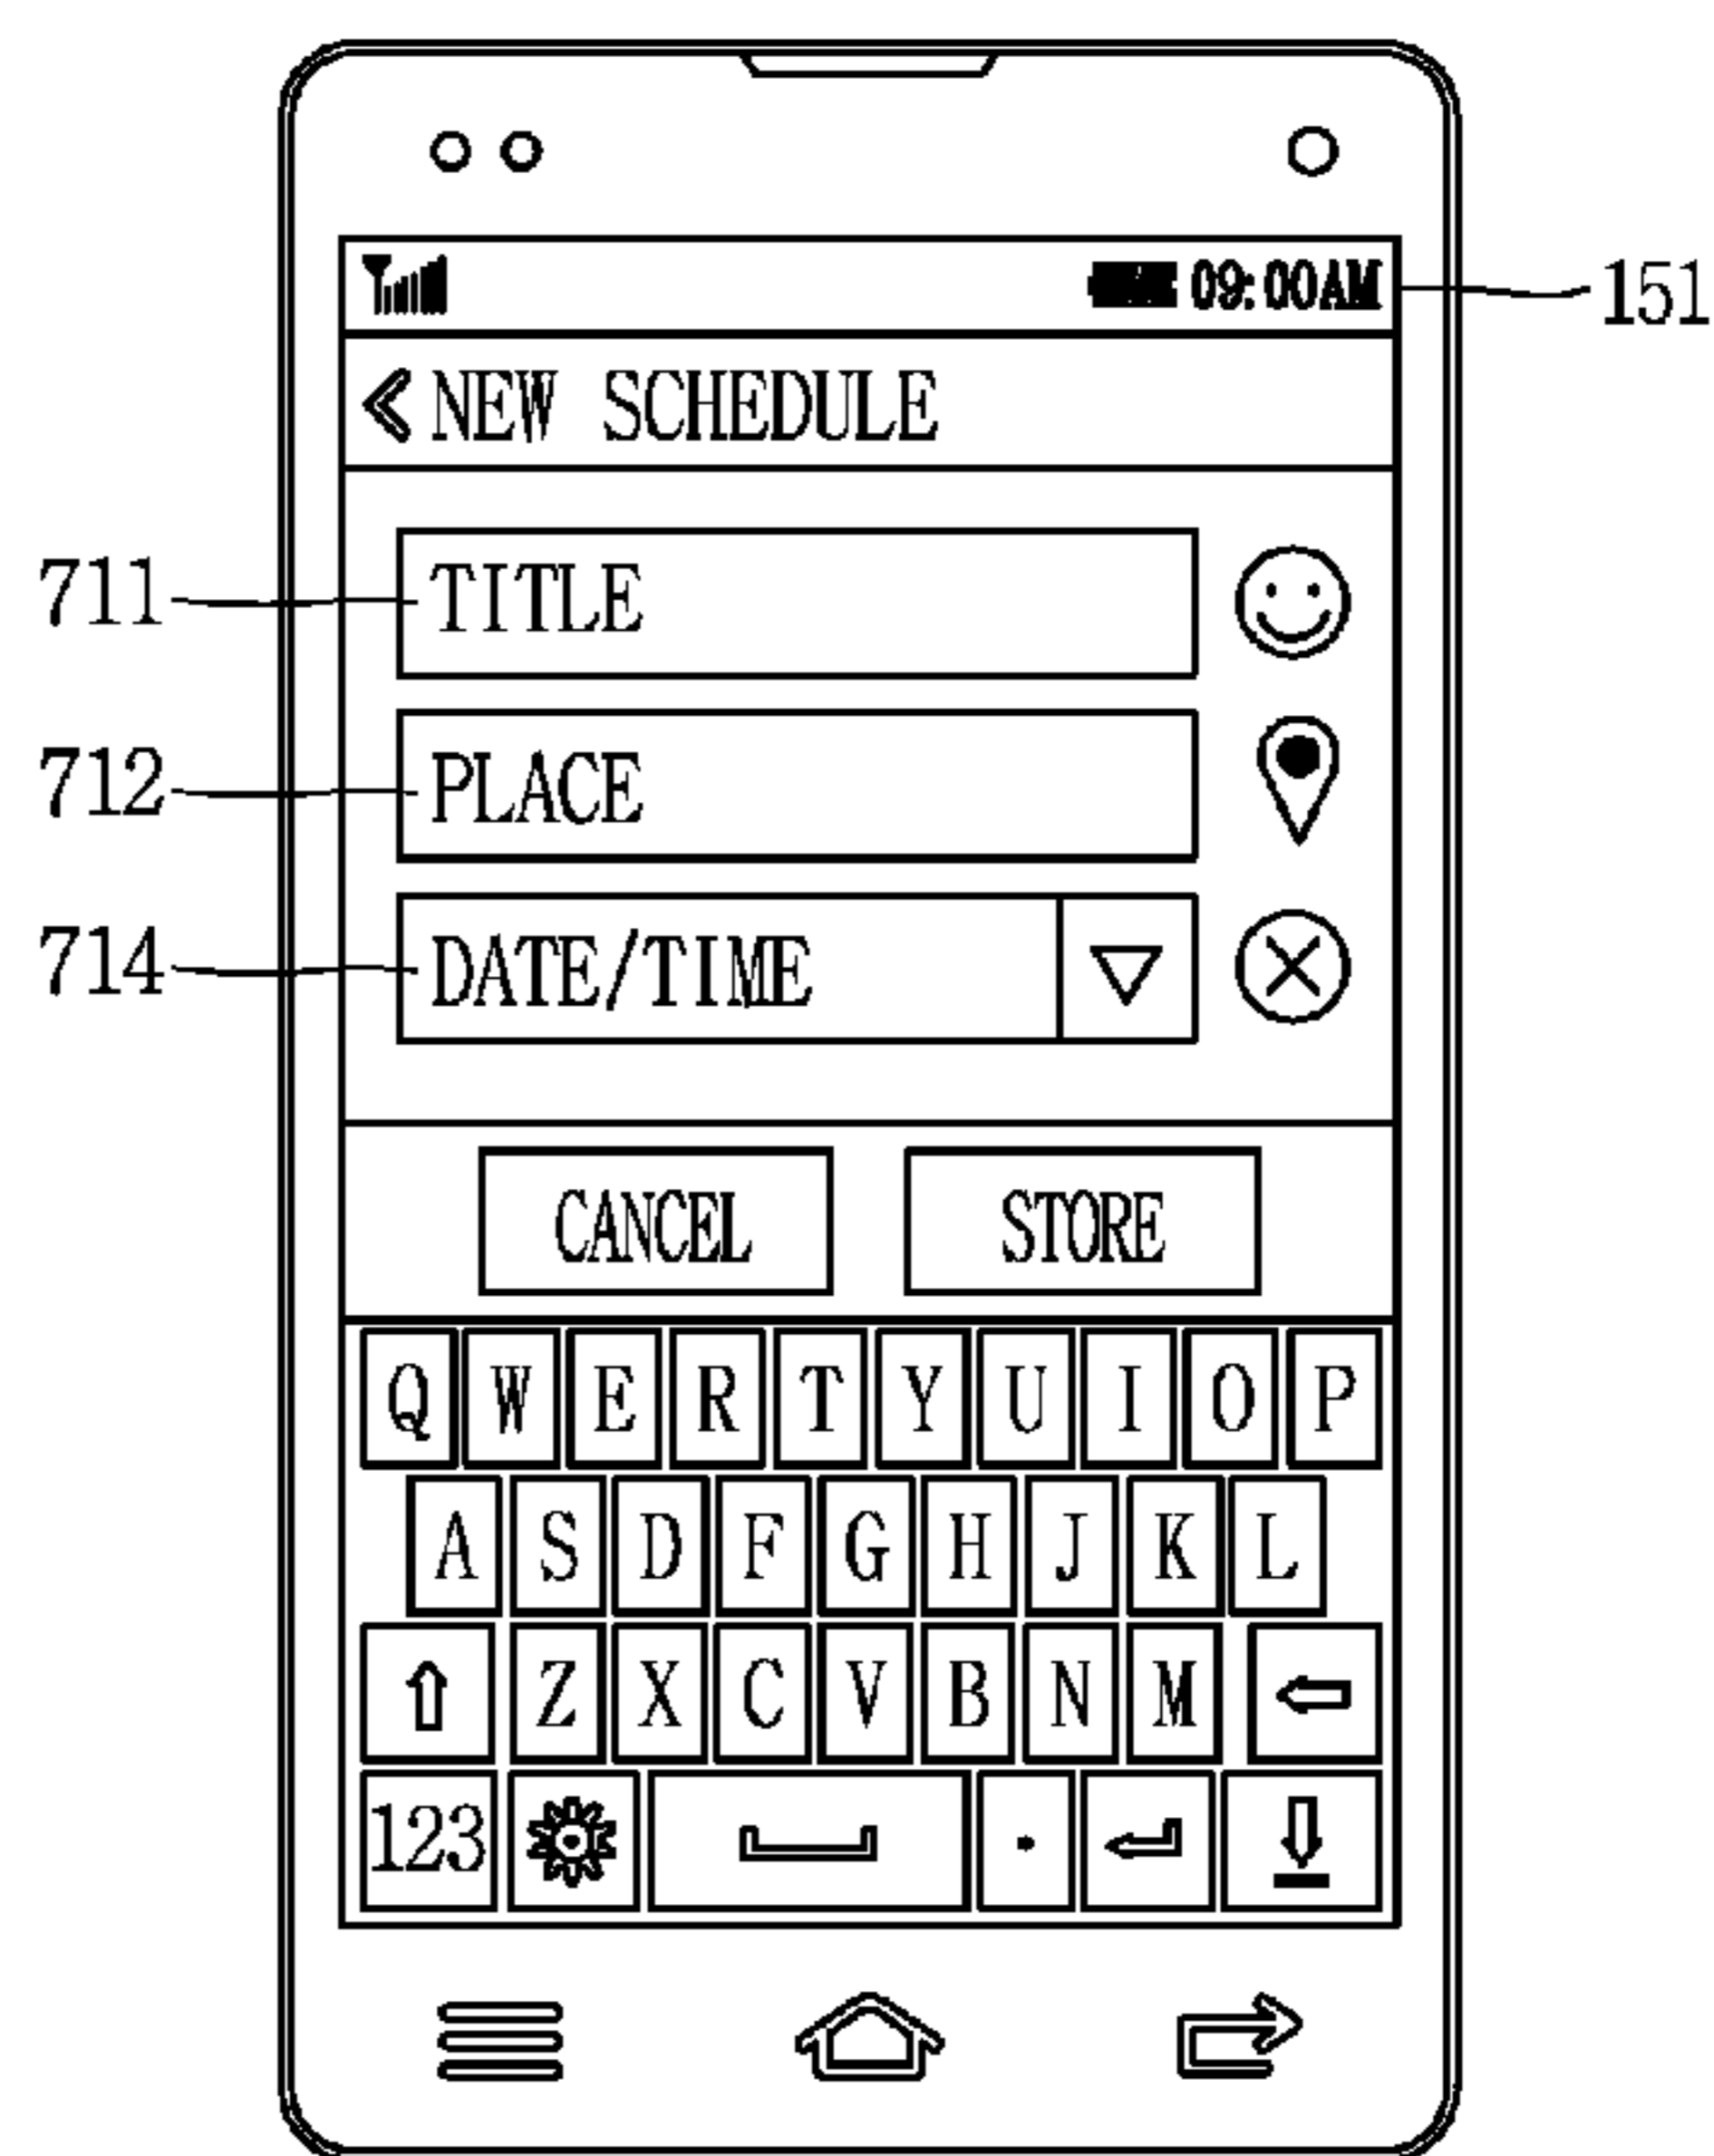 09:00AM
151
NEW SCHEDULE
711
TITLE
712
PLACE
714
DATE/TIME
CANCEL
STORE
Q W E R T Y U I O P
A S D F G H J K L
Z X C V B N M
123 .